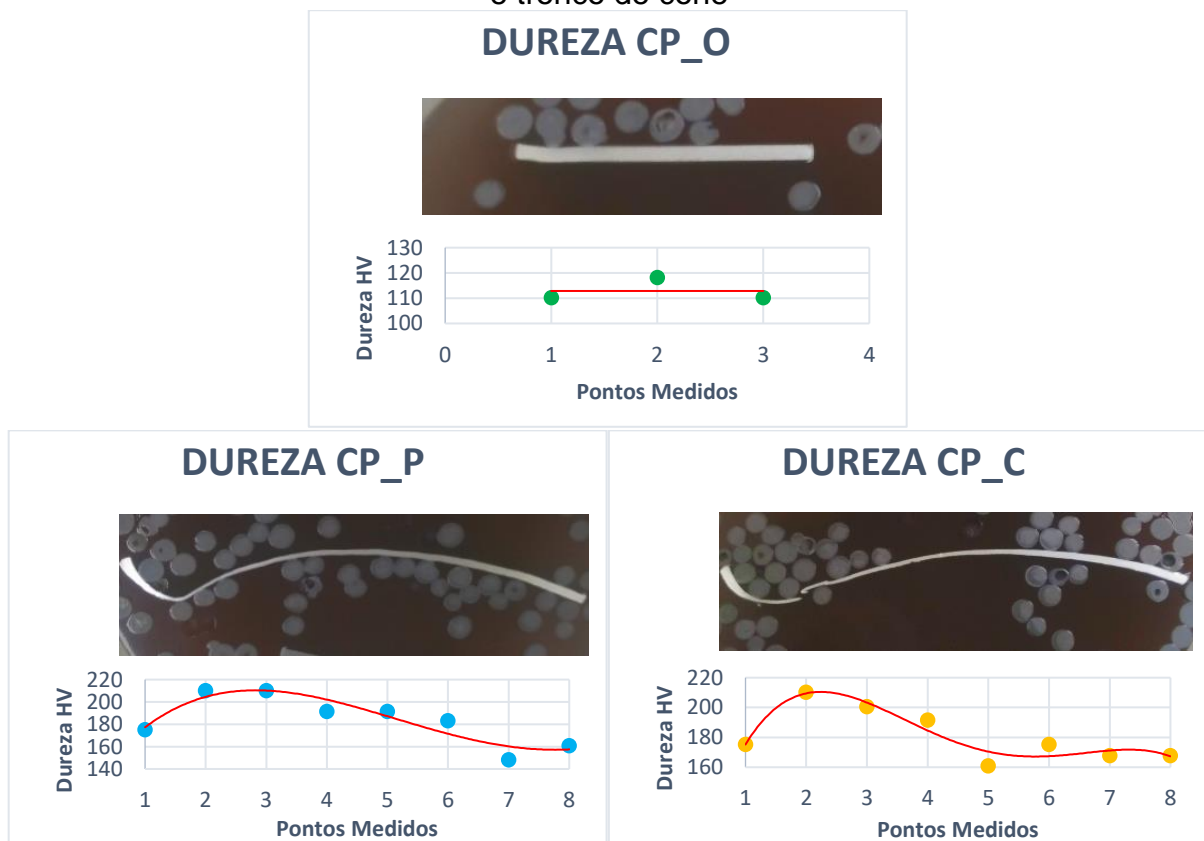 DUREZA CP_O
Dureza HV
130
120
110
100
0 1 2 3 4
Pontos Medidos
DUREZA CP_P
Dureza HV
220
200
180
160
140
1 2 3 4 5 6 7 8
Pontos Medidos
DUREZA CP_C
Dureza HV
220
200
180
160
1 2 3 4 5 6 7 8
Pontos Medidos